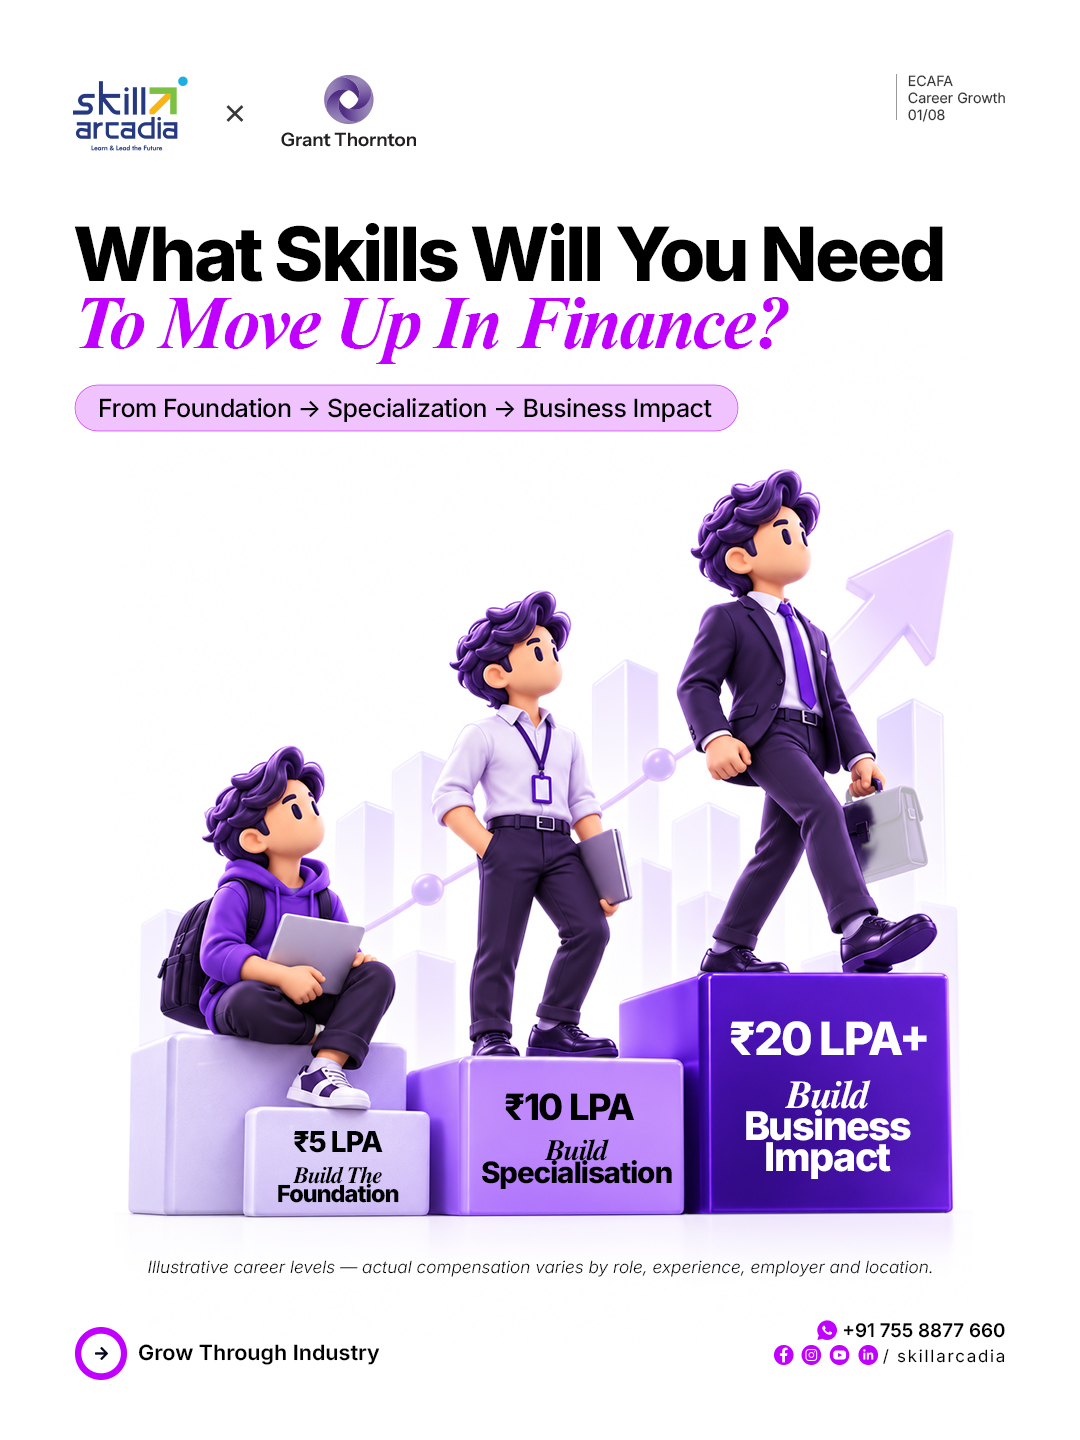 skill
arcadia
Learn & Lead the Future
×
Grant Thornton
ECAFA
Career Growth
01/08
What Skills Will You Need
To Move Up In Finance?
From Foundation → Specialization → Business Impact
₹5 LPA
Build The
Foundation
₹10 LPA
Build
Specialisation
₹20 LPA+
Build
Business
Impact
Illustrative career levels — actual compensation varies by role, experience, employer and location.
Grow Through Industry
+91 755 8877 660
/ skillarcadia